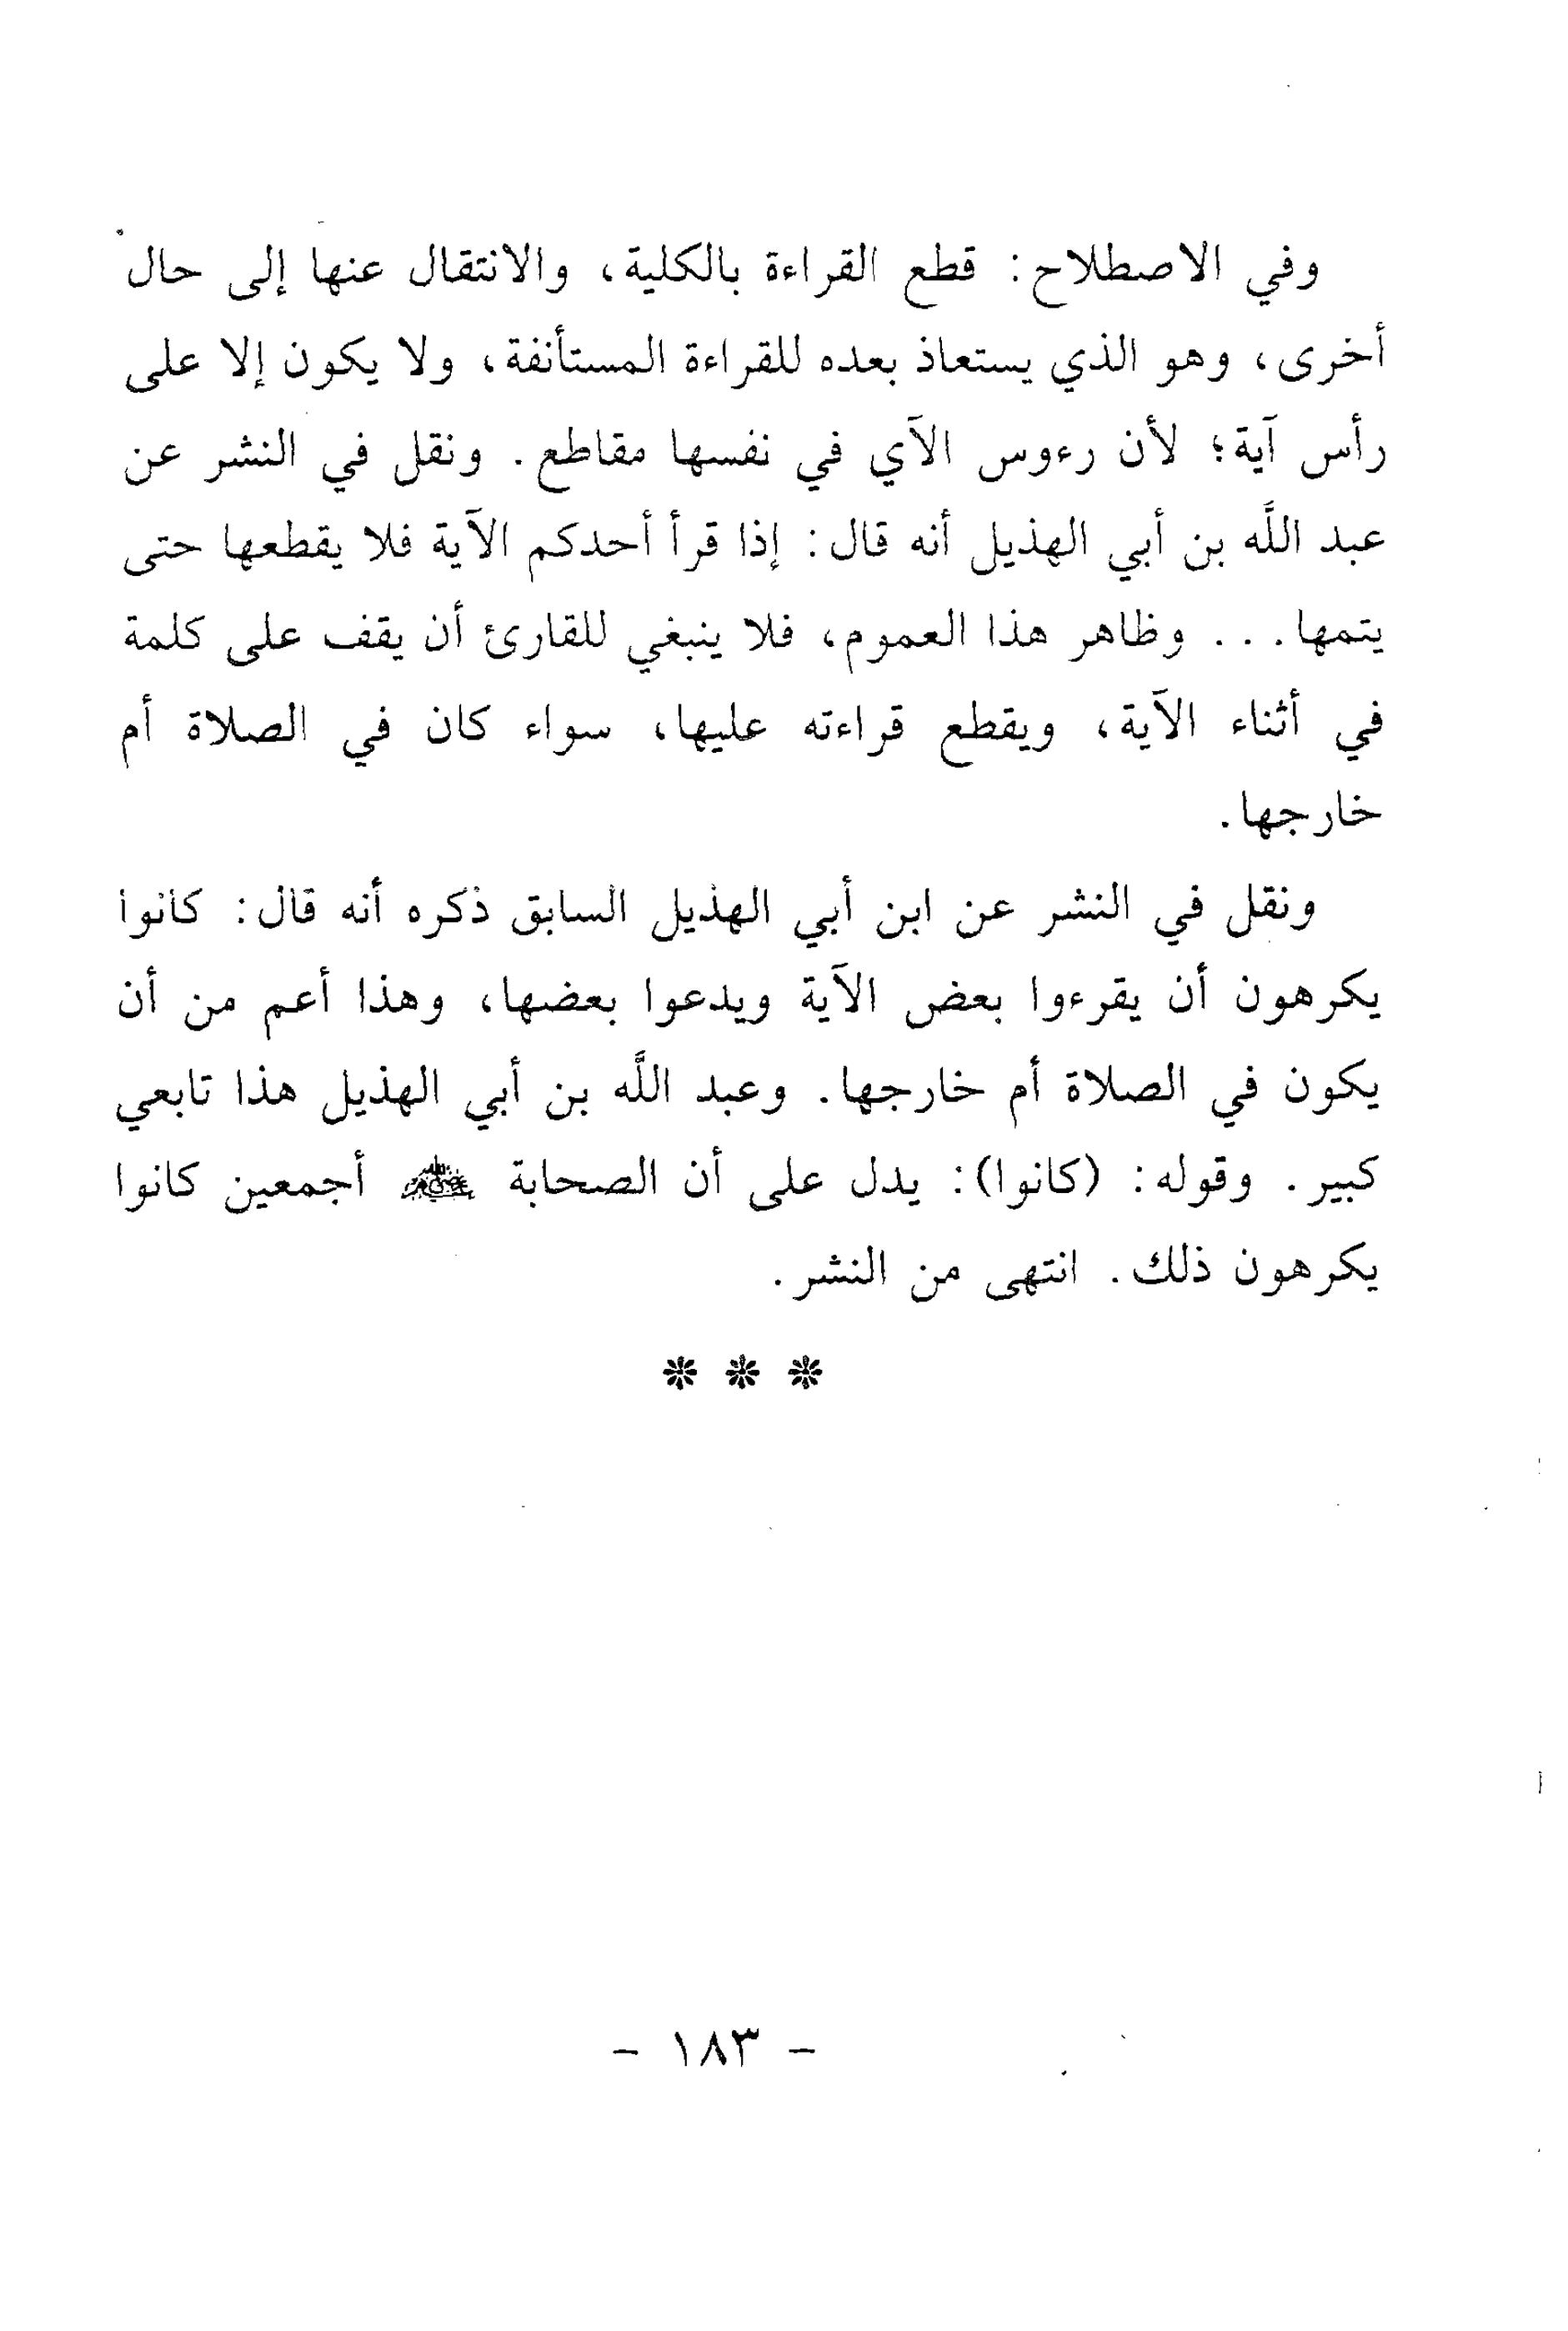 وفي الاصطلاح: قطع القراءة بالكلية، والانتقال عنها إلى حال
أخرى، وهو الذي يستعاذ بعده للقراءة المستأنفة، ولا يكون إلا على
رأس آية؛ لأن رءوس الآي في نفسها مقاطع. ونقل في النشر عن
عبد اللَّه بن أبي الهذيل أنه قال: إذا قرأ أحدكم الآية فلا يقطعها حتى
يتمها... وظاهر هذا العموم، فلا ينبغي للقارئ أن يقف على كلمة
في أثناء الآية، ويقطع قراءته عليها، سواء كان في الصلاة أم
خارجها.
ونقل في النشر عن ابن أبي الهذيل السابق ذكره أنه قال: كانوا
يكرهون أن يقرءوا بعض الآية ويدعوا بعضها، وهذا أعم من أن
يكون في الصلاة أم خارجها. وعبد اللَّه بن أبي الهذيل هذا تابعي
كبير. وقوله: (كانوا): يدل على أن الصحابة أجمعين كانوا
يكرهون ذلك. انتهى من النشر.
* * *
- ١٨٣ -